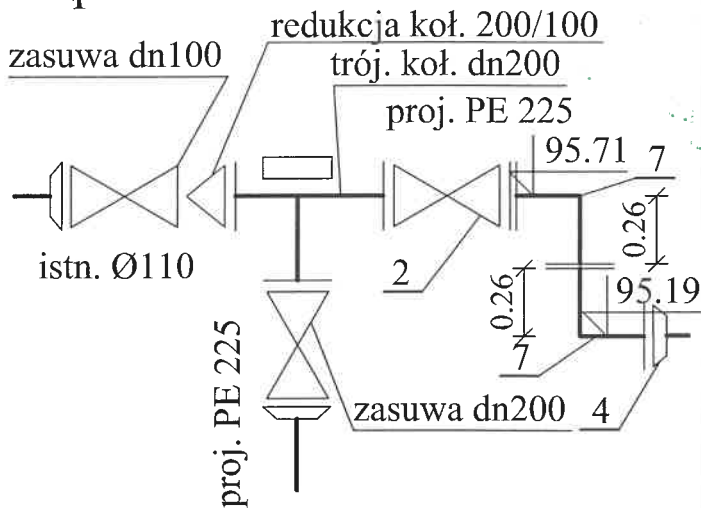 redukcja koł. 200/100
zasuwa dn100
trój. koł. dn200
proj. PE 225
95.71
7
0.26
istn. Ø110
2
0.26
95.19
7
proj. PE 225
zasuwa dn200
4